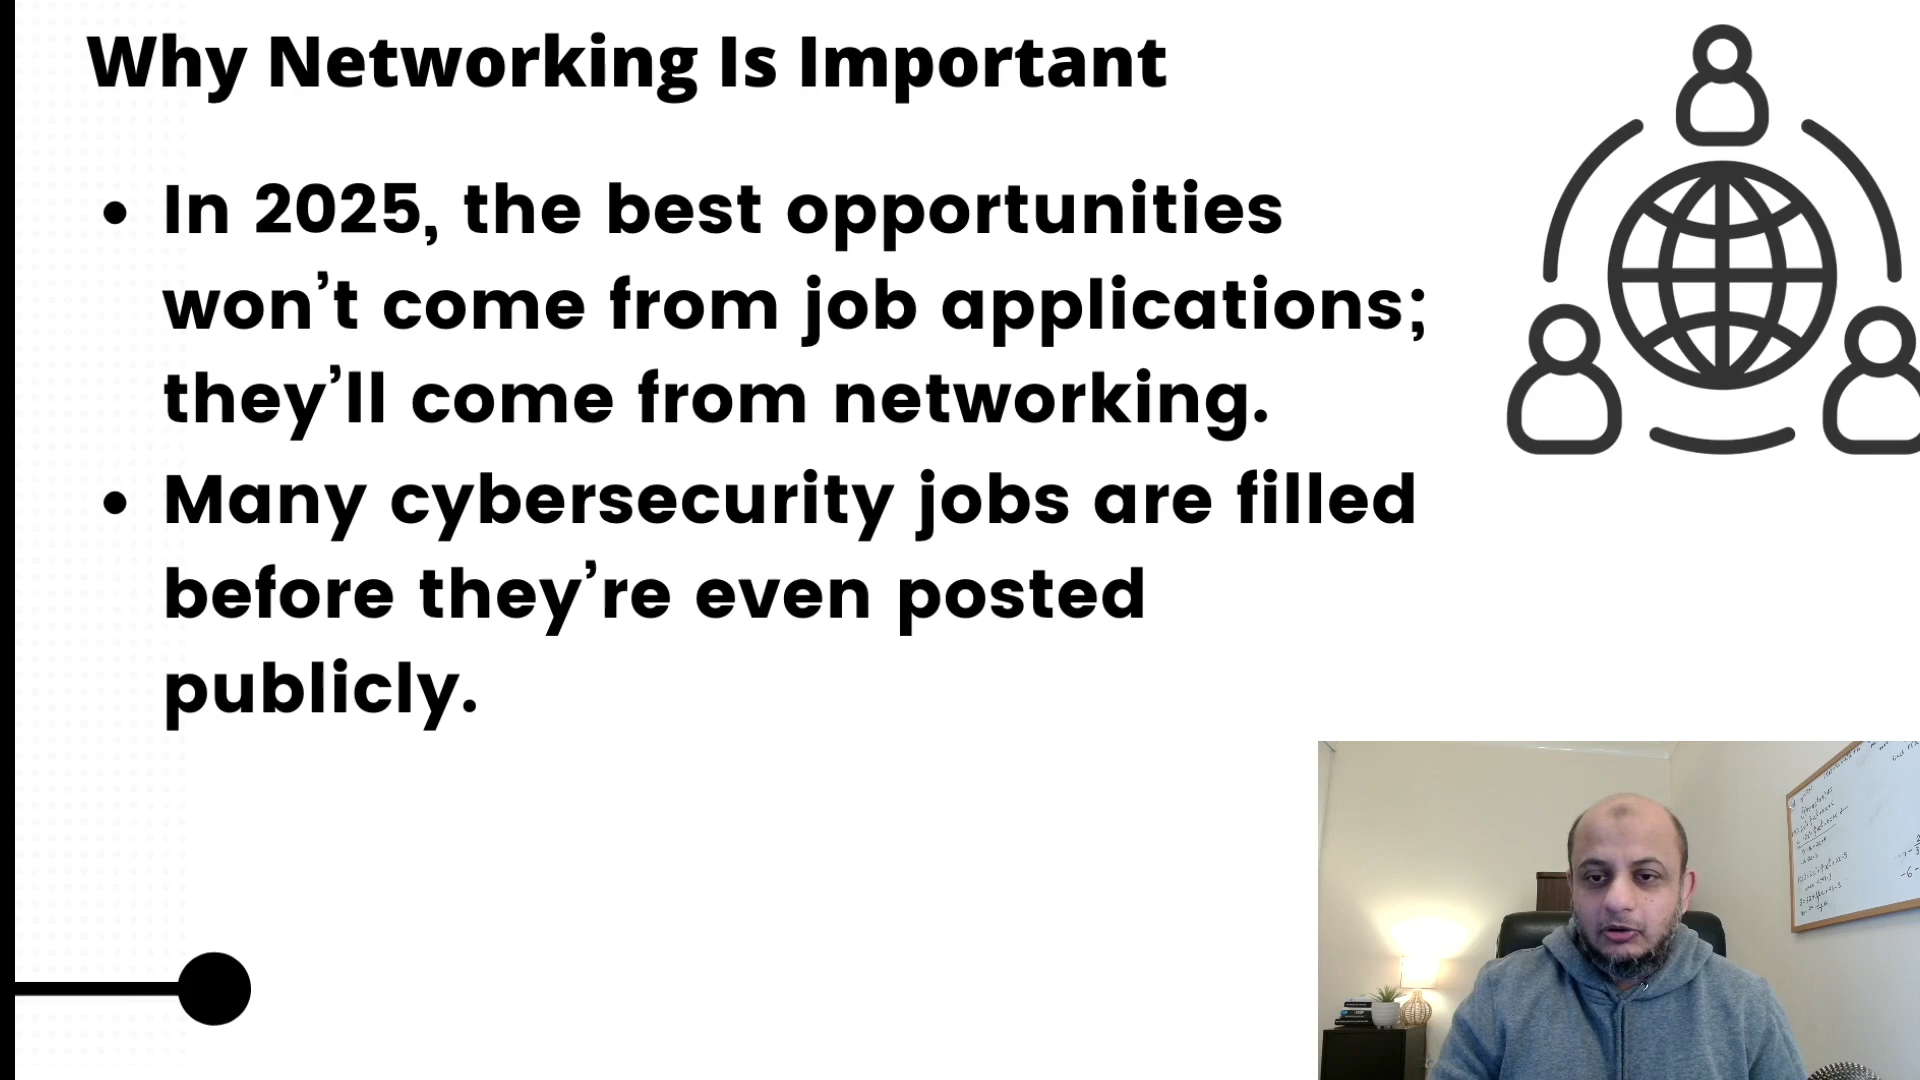 Why Networking Is Important
• In 2025, the best opportunities
won’t come from job applications;
they’ll come from networking.
• Many cybersecurity jobs are filled
before they’re even posted
publicly.